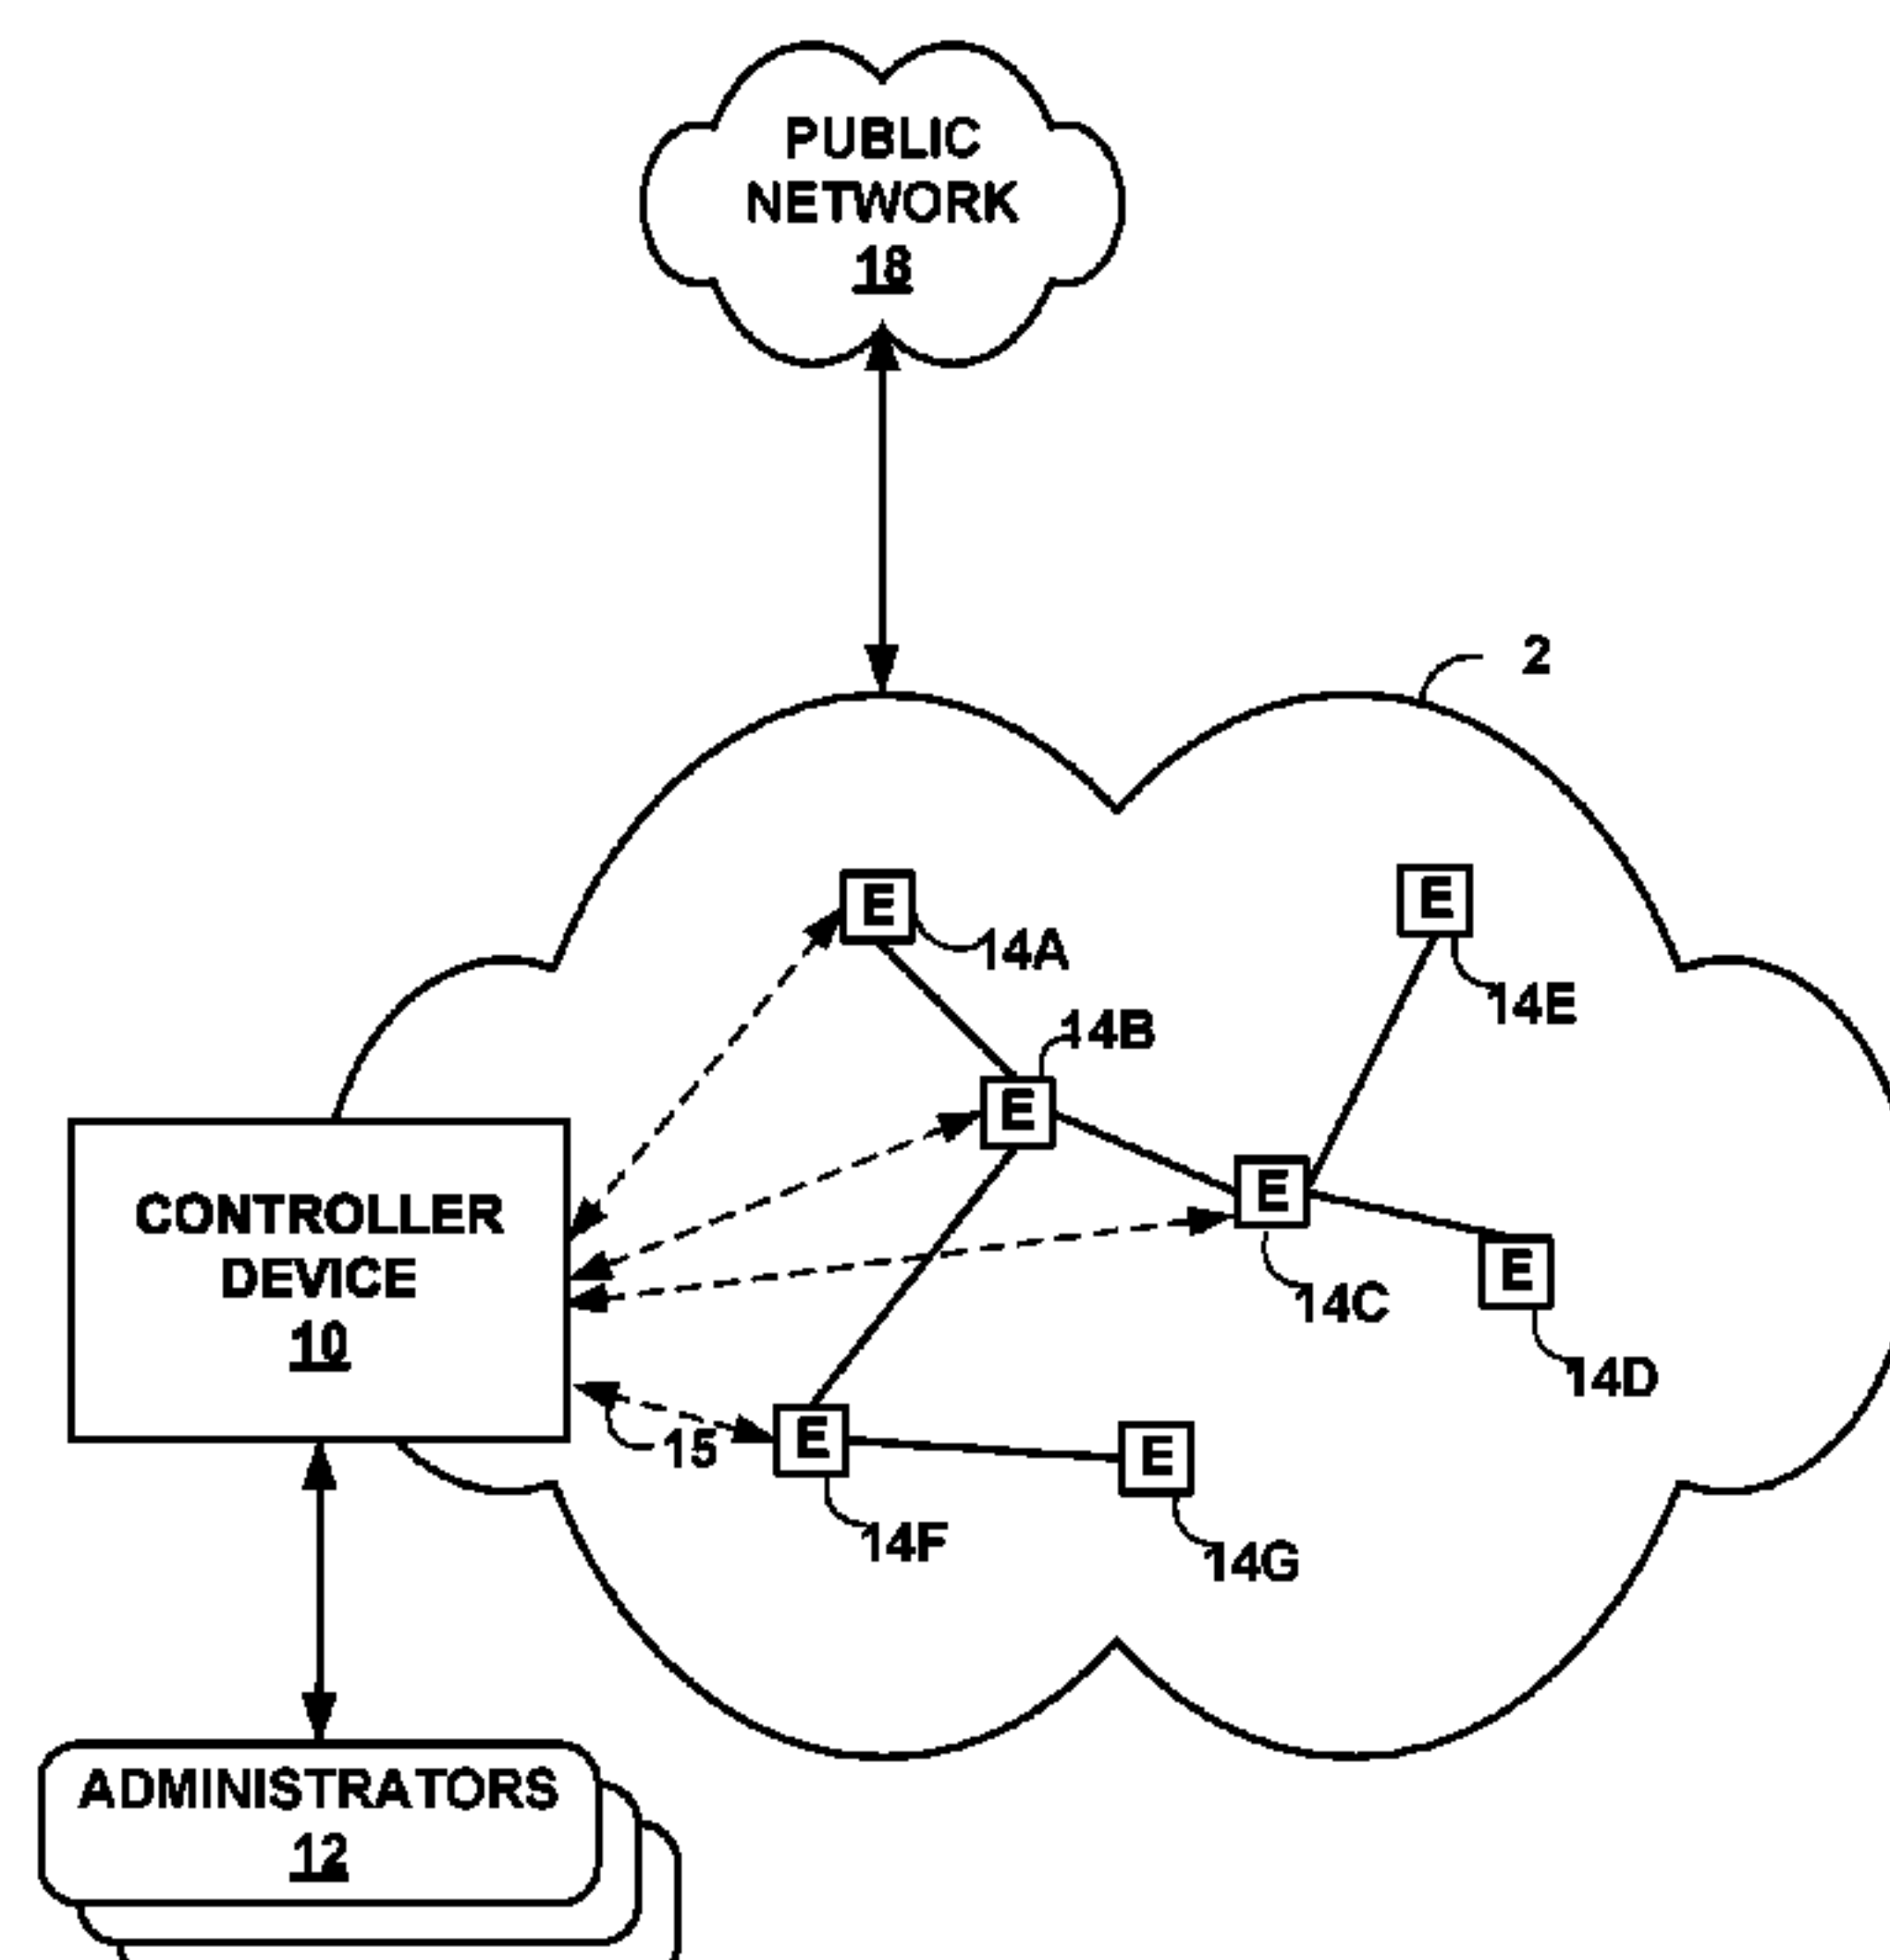 PUBLIC
NETWORK
18
2
E
14A
E
14E
14B
E
E
14C
E
14D
CONTROLLER
DEVICE
10
15
E
14F
E
14G
ADMINISTRATORS
12